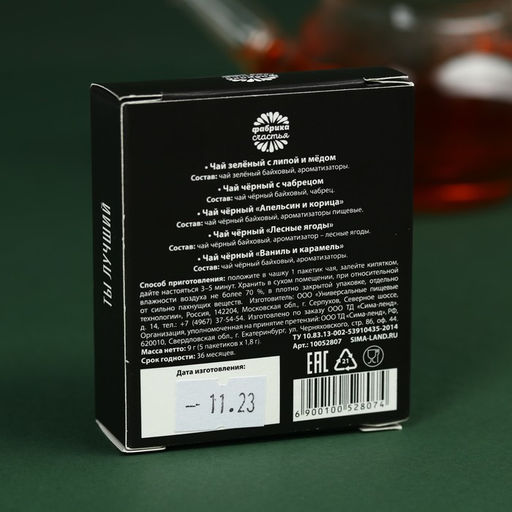 фабрика
счастья
• Чай зелёный с липой и мёдом
Состав: чай зелёный байховый, ароматизаторы.
• Чай чёрный с чабрецом
Состав: чай чёрный байховый, чабрец.
• Чай чёрный «Апельсин и корица»
Состав: чай чёрный байховый, ароматизаторы пищевые.
• Чай чёрный «Лесные ягоды»
Состав: чай чёрный байховый, ароматизатор – лесные ягоды.
• Чай чёрный «Ваниль и карамель»
Состав: чай чёрный байховый, ароматизаторы.
Способ приготовления: положите в чашку 1 пакетик чая, залейте кипятком,
дайте настояться 3–5 минут. Хранить в сухом помещении, при относительной
влажности воздуха не более 70 %, в плотно закрытой упаковке, отдельно
от сильно пахнущих веществ. Изготовитель: ООО «Универсальные пищевые
технологии», Россия, 142204, Московская обл., г. Серпухов, Северное шоссе,
д. 14, тел.: +7 (4967) 37-54-54. Изготовлено по заказу ООО ТД «Сима-ленд».
Организация, уполномоченная на принятие претензий: ООО ТД «Сима-ленд», РФ,
620010, Свердловская обл., г. Екатеринбург, ул. Черняховского, стр. 86, оф. 44.
Масса нетто: 9 г (5 пакетиков × 1,8 г).
Срок годности: 36 месяцев.
ТУ 10.83.13-002-53910435-2014
SIMA-LAND.RU
Арт.: 10052807
Дата изготовления:
– 11.23
EAC
21
6 900100 528074
ТЫ ЛУЧШИЙ